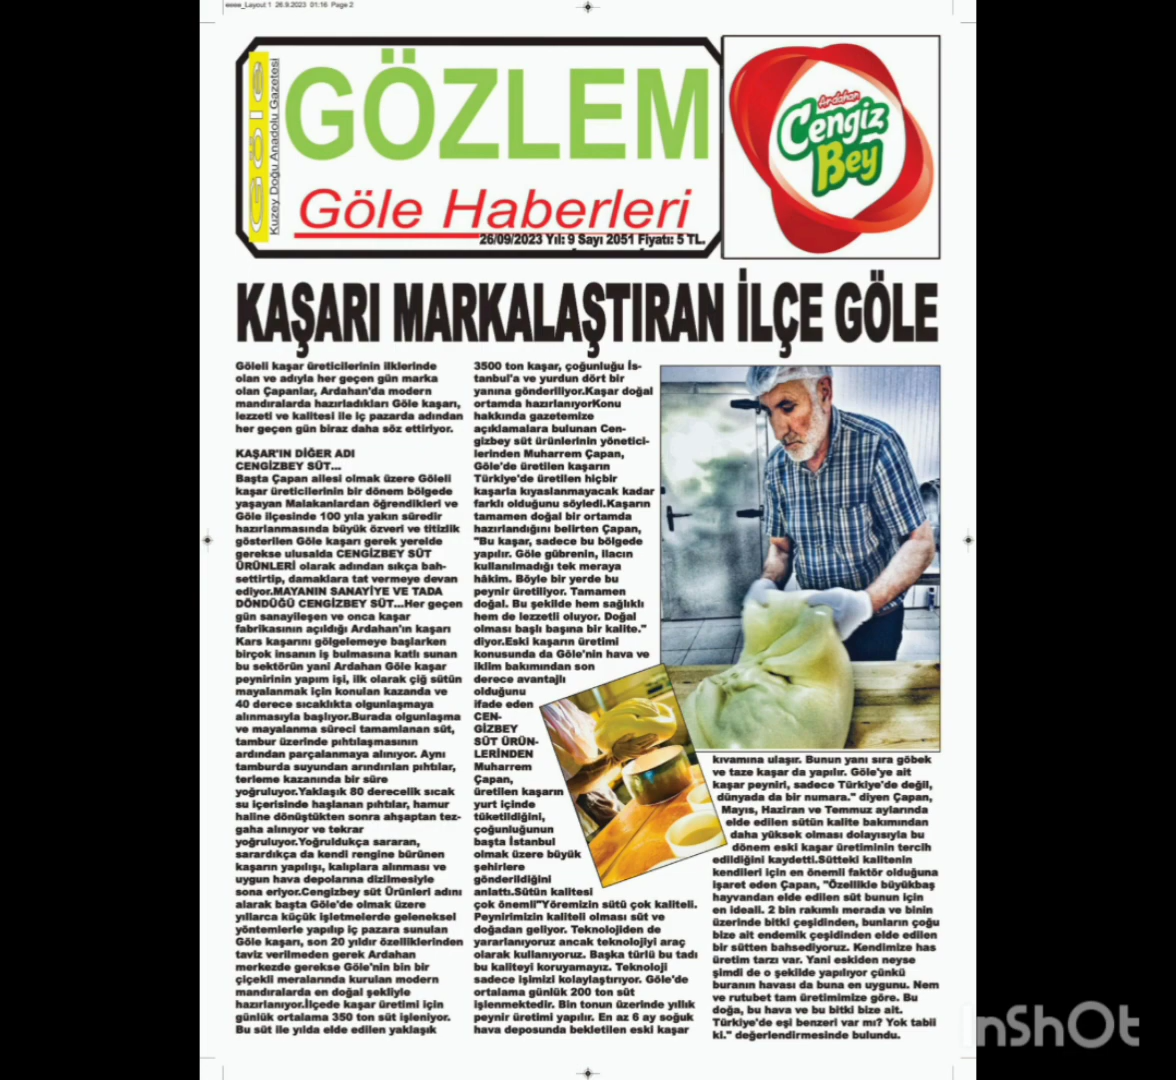 eeee_Layout 1 26.9.2023 01:16 Page 2
Göle
Kuzey Doğu Anadolu Gazetesi
GÖZLEM
Göle Haberleri
26/09/2023 Yıl: 9 Sayı 2051 Fiyatı: 5 TL.
Ardahan
Cengiz
Bey
KAŞARI MARKALAŞTIRAN İLÇE GÖLE
Göleli kaşar üreticilerinin ilklerinde
olan ve adıyla her geçen gün marka
olan Çapanlar, Ardahan'da modern
mandıralarda hazırladıkları Göle kaşarı,
lezzeti ve kalitesi ile iç pazarda adından
her geçen gün biraz daha söz ettiriyor.
KAŞAR'IN DİĞER ADI
CENGİZBEY SÜT...
Başta Çapan ailesi olmak üzere Göleli
kaşar üreticilerinin bir dönem bölgede
yaşayan Malakanlardan öğrendikleri ve
Göle ilçesinde 100 yıla yakın süredir
hazırlanmasında büyük özveri ve titizlik
gösterilen Göle kaşarı gerek yerelde
gerekse ulusalda CENGİZBEY SÜT
ÜRÜNLERİ olarak adından sıkça bah-
settirtip, damaklara tat vermeye devan
ediyor.MAYANIN SANAYİYE VE TADA
DÖNDÜĞÜ CENGİZBEY SÜT...Her geçen
gün sanayileşen ve onca kaşar
fabrikasının açıldığı Ardahan'ın kaşarı
Kars kaşarını gölgelemeye başlarken
birçok insanın iş bulmasına katlı sunan
bu sektörün yani Ardahan Göle kaşar
peynirinin yapım işi, ilk olarak çiğ sütün
mayalanmak için konulan kazanda ve
40 derece sıcaklıkta olgunlaşmaya
alınmasıyla başlıyor.Burada olgunlaşma
ve mayalanma süreci tamamlanan süt,
tambur üzerinde pıhtılaşmasının
ardından parçalanmaya alınıyor. Aynı
tamburda suyundan arındırılan pıhtılar,
terleme kazanında bir süre
yoğruluyor.Yaklaşık 80 derecelik sıcak
su içerisinde haşlanan pıhtılar, hamur
haline dönüştükten sonra ahşaptan tez-
gaha alınıyor ve tekrar
yoğruluyor.Yoğruldukça sararan,
sarardıkça da kendi rengine bürünen
kaşarın yapılışı, kalıplara alınması ve
uygun hava depolarına dizilmesiyle
sona eriyor.Cengizbey süt Ürünleri adını
alarak başta Göle'de olmak üzere
yıllarca küçük işletmelerde geleneksel
yöntemlerle yapılıp iç pazara sunulan
Göle kaşarı, son 20 yıldır özelliklerinden
taviz verilmeden gerek Ardahan
merkezde gerekse Göle'nin bin bir
çiçekli meralarında kurulan modern
mandıralarda en doğal şekliyle
hazırlanıyor.İlçede kaşar üretimi için
günlük ortalama 350 ton süt işleniyor.
Bu süt ile yılda elde edilen yaklaşık
3500 ton kaşar, çoğunluğu İs-
tanbul'a ve yurdun dört bir
yanına gönderiliyor.Kaşar doğal
ortamda hazırlanıyorKonu
hakkında gazetemize
açıklamalara bulunan Cen-
gizbey süt ürünlerinin yönetici-
lerinden Muharrem Çapan,
Göle'de üretilen kaşarın
Türkiye'de üretilen hiçbir
kaşarla kıyaslanmayacak kadar
farklı olduğunu söyledi.Kaşarın
tamamen doğal bir ortamda
hazırlandığını belirten Çapan,
"Bu kaşar, sadece bu bölgede
yapılır. Göle gübrenin, ilacın
kullanılmadığı tek meraya
hâkim. Böyle bir yerde bu
peynir üretiliyor. Tamamen
doğal. Bu şekilde hem sağlıklı
hem de lezzetli oluyor. Doğal
olması başlı başına bir kalite."
diyor.Eski kaşarın üretimi
konusunda da Göle'nin hava ve
iklim bakımından son
derece avantajlı
olduğunu
ifade eden
CEN-
GİZBEY
SÜT ÜRÜN-
LERİNDEN
Muharrem
Çapan,
üretilen kaşarın
yurt içinde
tüketildiğini,
çoğunluğunun
başta İstanbul
olmak üzere büyük
şehirlere
gönderildiğini
anlattı.Sütün kalitesi
çok önemli"Yöremizin sütü çok kaliteli.
Peynirimizin kaliteli olması süt ve
doğadan geliyor. Teknolojiden de
yararlanıyoruz ancak teknolojiyi araç
olarak kullanıyoruz. Başka türlü bu tadı
bu kaliteyi koruyamayız. Teknoloji
sadece işimizi kolaylaştırıyor. Göle'de
ortalama günlük 200 ton süt
işlenmektedir. Bin tonun üzerinde yıllık
peynir üretimi yapılır. En az 6 ay soğuk
hava deposunda bekletilen eski kaşar
kıvamına ulaşır. Bunun yanı sıra göbek
ve taze kaşar da yapılır. Göle'ye ait
kaşar peyniri, sadece Türkiye'de değil,
dünyada da bir numara." diyen Çapan,
Mayıs, Haziran ve Temmuz aylarında
elde edilen sütün kalite bakımından
daha yüksek olması dolayısıyla bu
dönem eski kaşar üretiminin tercih
edildiğini kaydetti.Sütteki kalitenin
kendileri için en önemli faktör olduğuna
işaret eden Çapan, "Özellikle büyükbaş
hayvandan elde edilen süt bunun için
en ideali. 2 bin rakımlı merada ve binin
üzerinde bitki çeşidinden, bunların çoğu
bize ait endemik çeşidinden elde edilen
bir sütten bahsediyoruz. Kendimize has
üretim tarzı var. Yani eskiden neyse
şimdi de o şekilde yapılıyor çünkü
buranın havası da buna en uygunu. Nem
ve rutubet tam üretimimize göre. Bu
doğa, bu hava ve bu bitki bize ait.
Türkiye'de eşi benzeri var mı? Yok tabii
ki." değerlendirmesinde bulundu.
InShOt